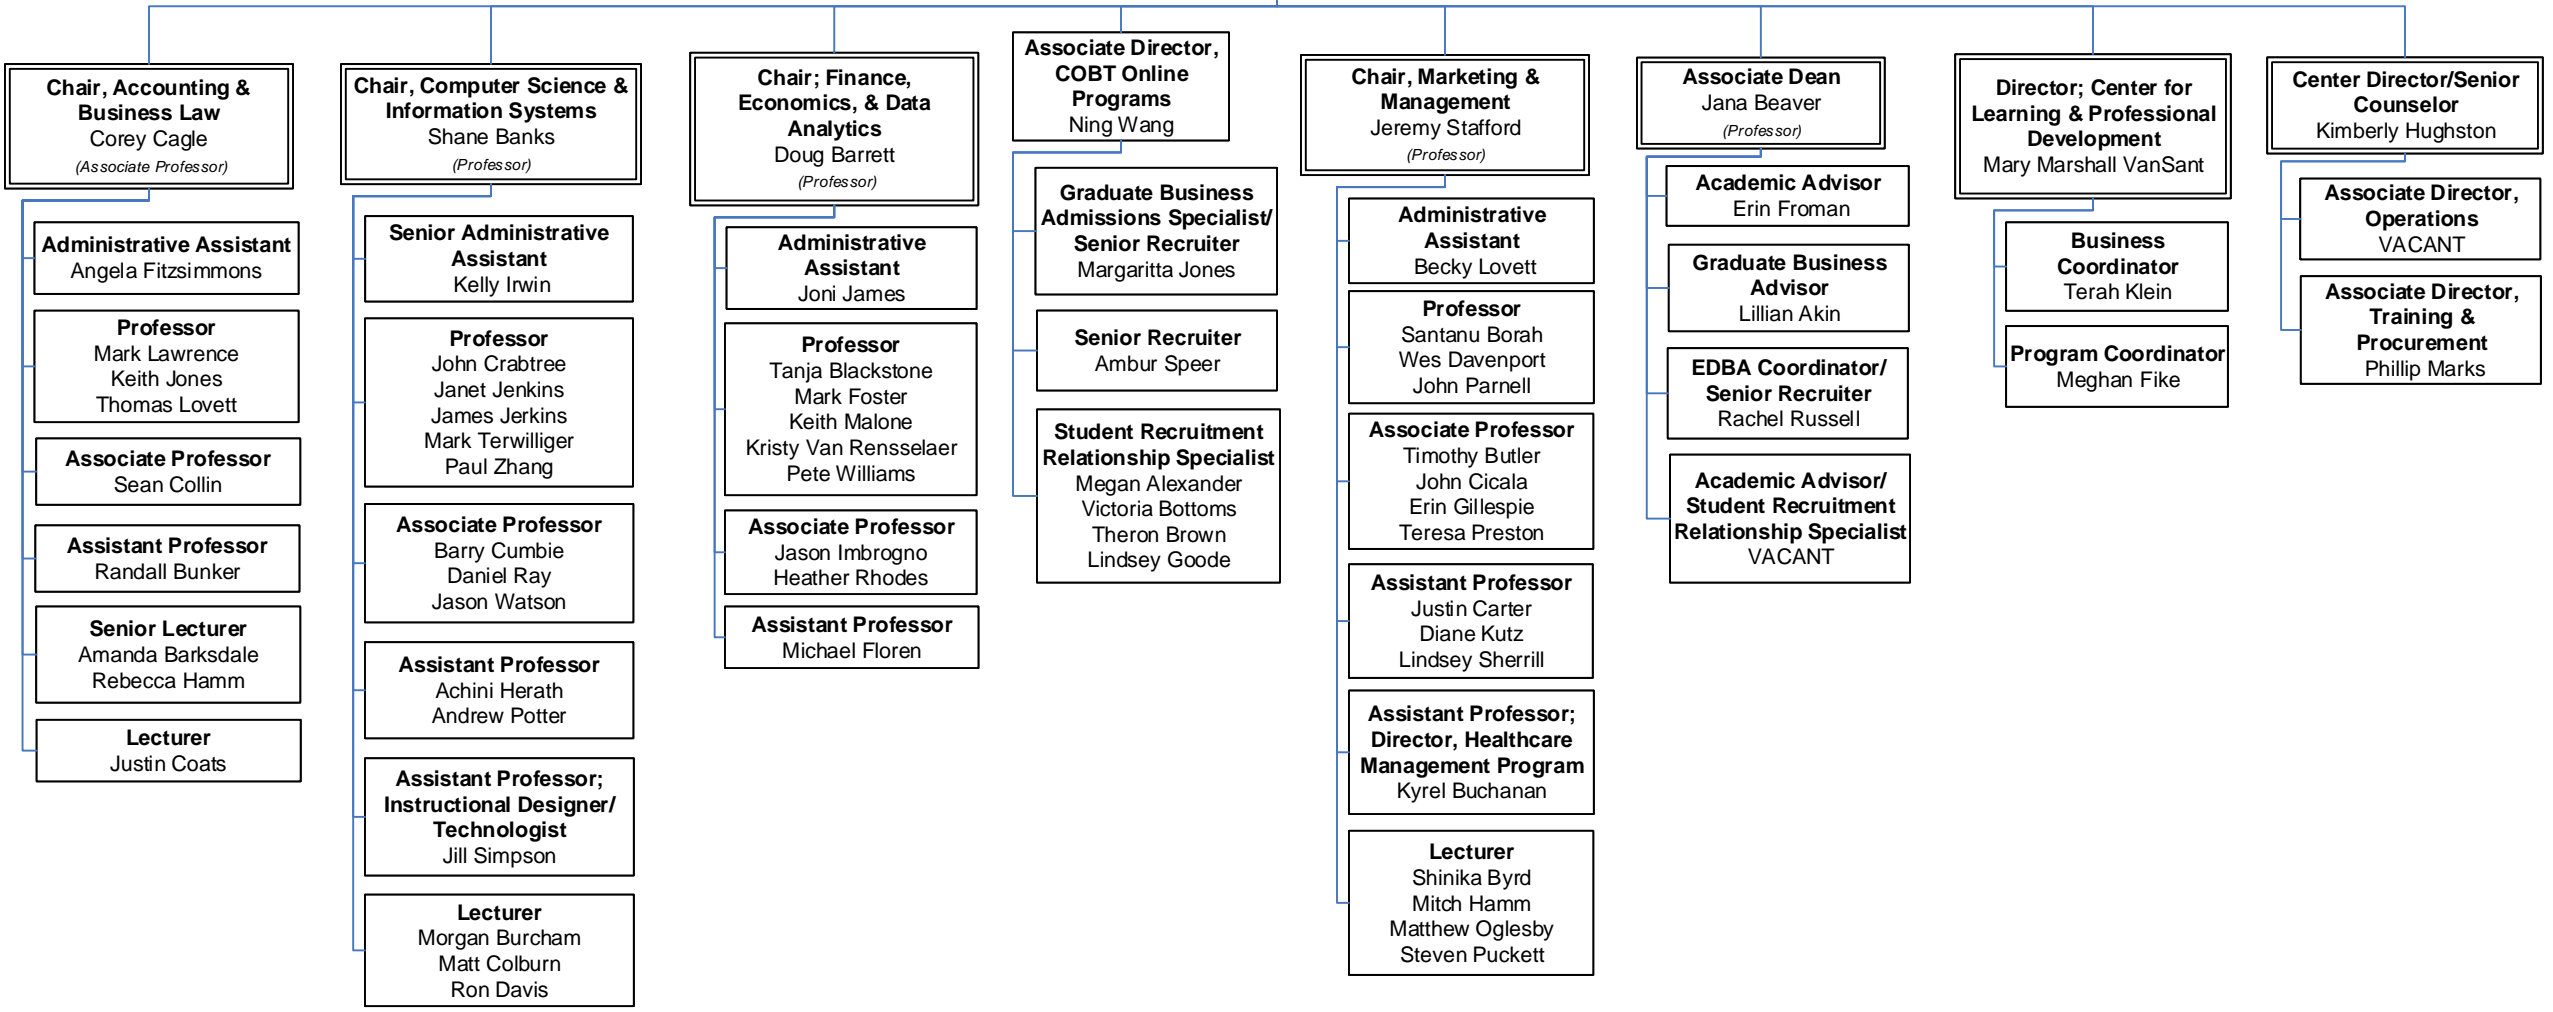 Chair, Accounting &
Business Law
Corey Cagle
(Associate Professor)
Administrative Assistant
Angela Fitzsimmons
Professor
Mark Lawrence
Keith Jones
Thomas Lovett
Associate Professor
Sean Collin
Assistant Professor
Randall Bunker
Senior Lecturer
Amanda Barksdale
Rebecca Hamm
Lecturer
Justin Coats
Chair, Computer Science &
Information Systems
Shane Banks
(Professor)
Senior Administrative
Assistant
Kelly Irwin
Professor
John Crabtree
Janet Jenkins
James Jerkins
Mark Terwilliger
Paul Zhang
Associate Professor
Barry Cumbie
Daniel Ray
Jason Watson
Assistant Professor
Achini Herath
Andrew Potter
Assistant Professor;
Instructional Designer/
Technologist
Jill Simpson
Lecturer
Morgan Burcham
Matt Colburn
Ron Davis
Chair; Finance,
Economics, & Data
Analytics
Doug Barrett
(Professor)
Administrative
Assistant
Joni James
Professor
Tanja Blackstone
Mark Foster
Keith Malone
Kristy Van Rensselaer
Pete Williams
Associate Professor
Jason Imbrogno
Heather Rhodes
Assistant Professor
Michael Floren
Associate Director,
COBT Online
Programs
Ning Wang
Graduate Business
Admissions Specialist/
Senior Recruiter
Margaritta Jones
Senior Recruiter
Ambur Speer
Student Recruitment
Relationship Specialist
Megan Alexander
Victoria Bottoms
Theron Brown
Lindsey Goode
Chair, Marketing &
Management
Jeremy Stafford
(Professor)
Administrative
Assistant
Becky Lovett
Professor
Santanu Borah
Wes Davenport
John Parnell
Associate Professor
Timothy Butler
John Cicala
Erin Gillespie
Teresa Preston
Assistant Professor
Justin Carter
Diane Kutz
Lindsey Sherrill
Assistant Professor;
Director, Healthcare
Management Program
Kyrel Buchanan
Lecturer
Shinika Byrd
Mitch Hamm
Matthew Oglesby
Steven Puckett
Associate Dean
Jana Beaver
(Professor)
Academic Advisor
Erin Froman
Graduate Business
Advisor
Lillian Akin
EDBA Coordinator/
Senior Recruiter
Rachel Russell
Academic Advisor/
Student Recruitment
Relationship Specialist
VACANT
Director; Center for
Learning & Professional
Development
Mary Marshall VanSant
Business
Coordinator
Terah Klein
Program Coordinator
Meghan Fike
Center Director/Senior
Counselor
Kimberly Hughston
Associate Director,
Operations
VACANT
Associate Director,
Training &
Procurement
Phillip Marks